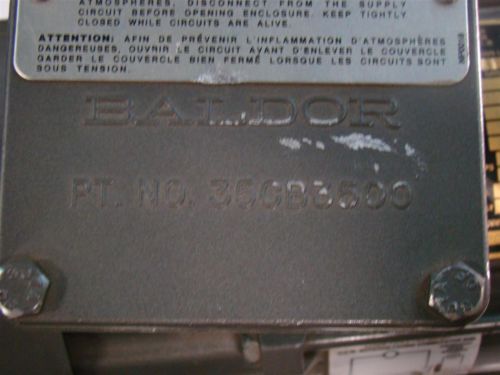 ATMOSPHERES, DISCONNECT FROM THE SUPPLY
CIRCUIT BEFORE OPENING ENCLOSURE. KEEP TIGHTLY
CLOSED WHILE CIRCUITS ARE ALIVE.
ATTENTION: AFIN DE PRÉVENIR L'INFLAMMATION D'ATMOSPHÈRES
DANGEREUSES, OUVRIR LE CIRCUIT AVANT D'ENLEVER LE COUVERCLE
GARDER LE COUVERCLE BIEN FERMÉ LORSQUE LES CIRCUITS SONT
SOUS TENSION.
BALDOR
PT. NO. 35GB3500